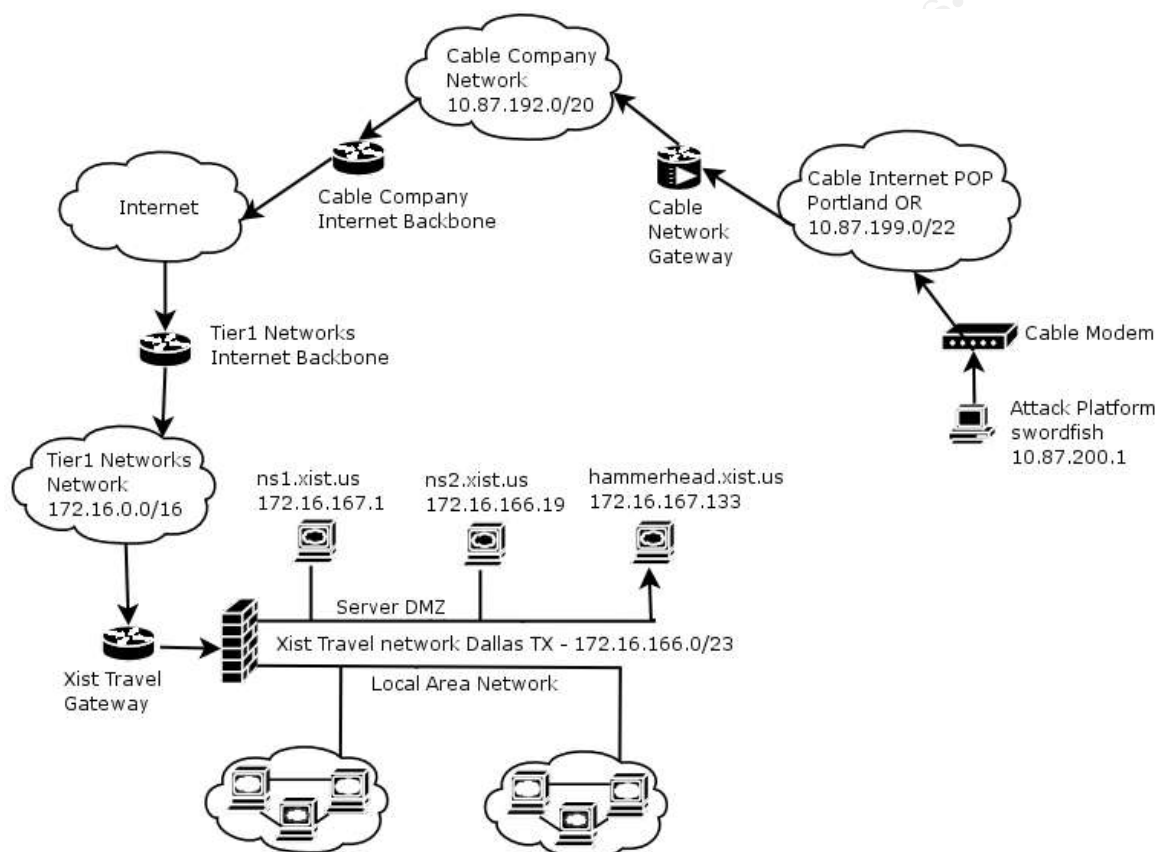 Cable Company
Network
10.87.192.0/20
Cable Company
Internet Backbone
Internet
Cable
Network
Gateway
Cable Internet POP
Portland OR
10.87.199.0/22
Cable Modem
Attack Platform
swordfish
10.87.200.1
Tier1 Networks
Internet Backbone
Tier1 Networks
Network
172.16.0.0/16
ns1.xist.us
172.16.167.1
ns2.xist.us
172.16.166.19
hammerhead.xist.us
172.16.167.133
Server DMZ
Xist Travel network Dallas TX - 172.16.166.0/23
Local Area Network
Xist Travel
Gateway